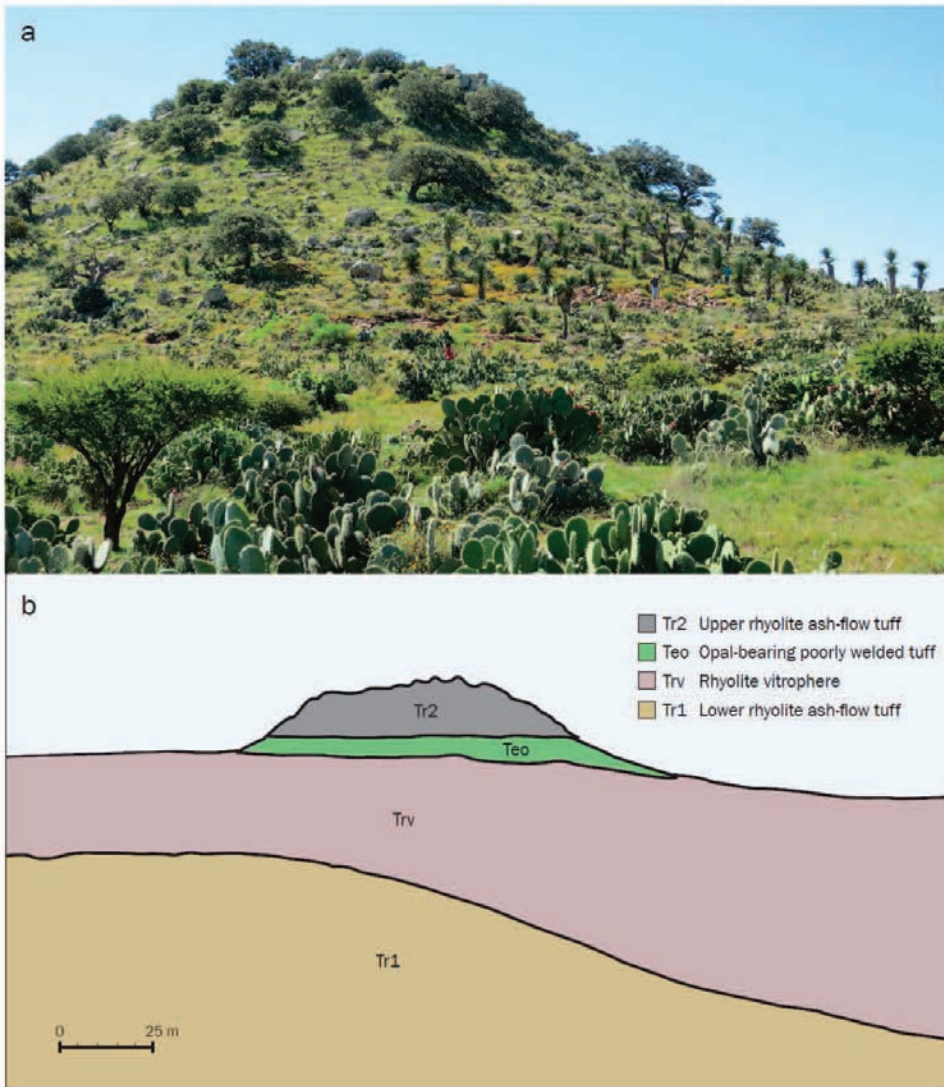 a
b
Tr2 Upper rhyolite ash-flow tuff
Teo Opal-bearing poorly welded tuff
Trv Rhyolite vitrophere
Tr1 Lower rhyolite ash-flow tuff
Tr2
Teo
Trv
Tr1
0 25 m